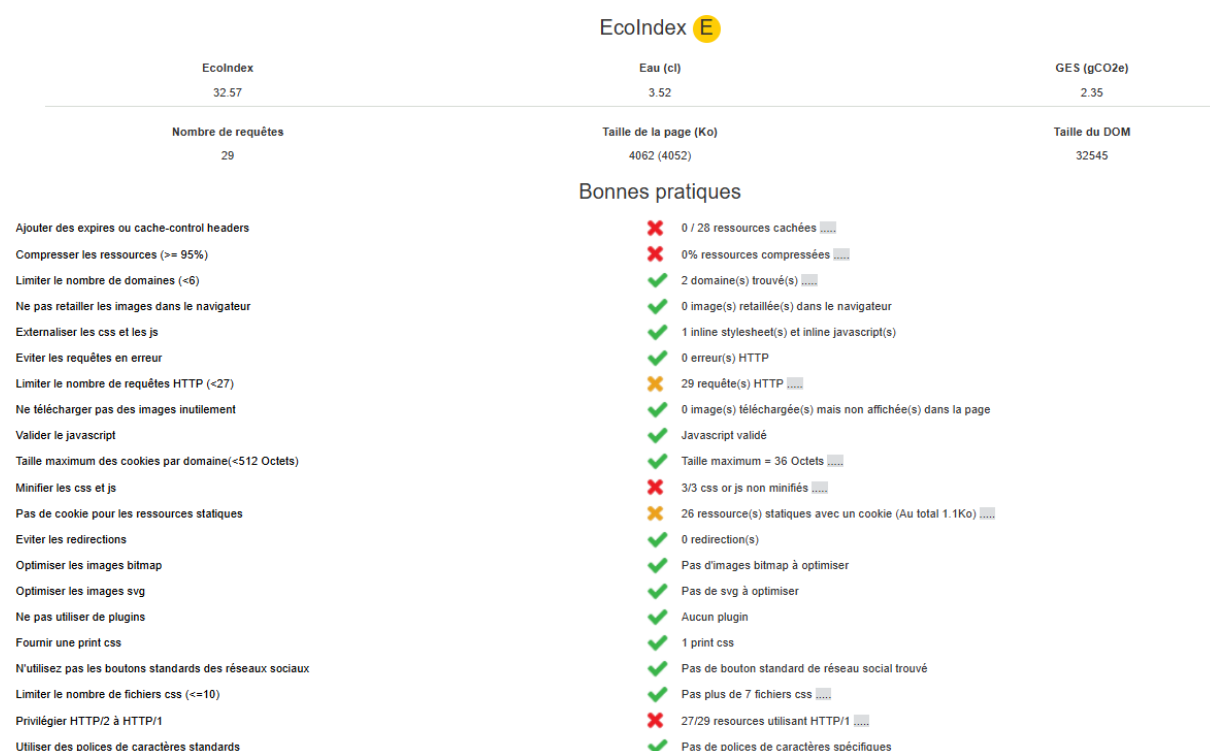 EcoIndex E
EcoIndex Eau (cl) GES (gCO2e)
32.57 3.52 2.35
Nombre de requêtes Taille de la page (Ko) Taille du DOM
29 4062 (4052) 32545
Bonnes pratiques
Ajouter des expires ou cache-control headers 0 / 28 ressources cachées .....
Compresser les ressources (>= 95%) 0% ressources compressées .....
Limiter le nombre de domaines (<6) 2 domaine(s) trouvé(s) .....
Ne pas retailler les images dans le navigateur 0 image(s) retaillée(s) dans le navigateur
Externaliser les css et les js 1 inline stylesheet(s) et inline javascript(s)
Eviter les requêtes en erreur 0 erreur(s) HTTP
Limiter le nombre de requêtes HTTP (<27) 29 requête(s) HTTP .....
Ne télécharger pas des images inutilement 0 image(s) téléchargée(s) mais non affichée(s) dans la page
Valider le javascript Javascript validé
Taille maximum des cookies par domaine(<512 Octets) Taille maximum = 36 Octets .....
Minifier les css et js 3/3 css or js non minifiés .....
Pas de cookie pour les ressources statiques 26 ressource(s) statiques avec un cookie (Au total 1.1Ko) .....
Eviter les redirections 0 redirection(s)
Optimiser les images bitmap Pas d'images bitmap à optimiser
Optimiser les images svg Pas de svg à optimiser
Ne pas utiliser de plugins Aucun plugin
Fournir une print css 1 print css
N'utilisez pas les boutons standards des réseaux sociaux Pas de bouton standard de réseau social trouvé
Limiter le nombre de fichiers css (<=10) Pas plus de 7 fichiers css .....
Privilégier HTTP/2 à HTTP/1 27/29 resources utilisant HTTP/1 .....
Utiliser des polices de caractères standards Pas de polices de caractères spécifiques